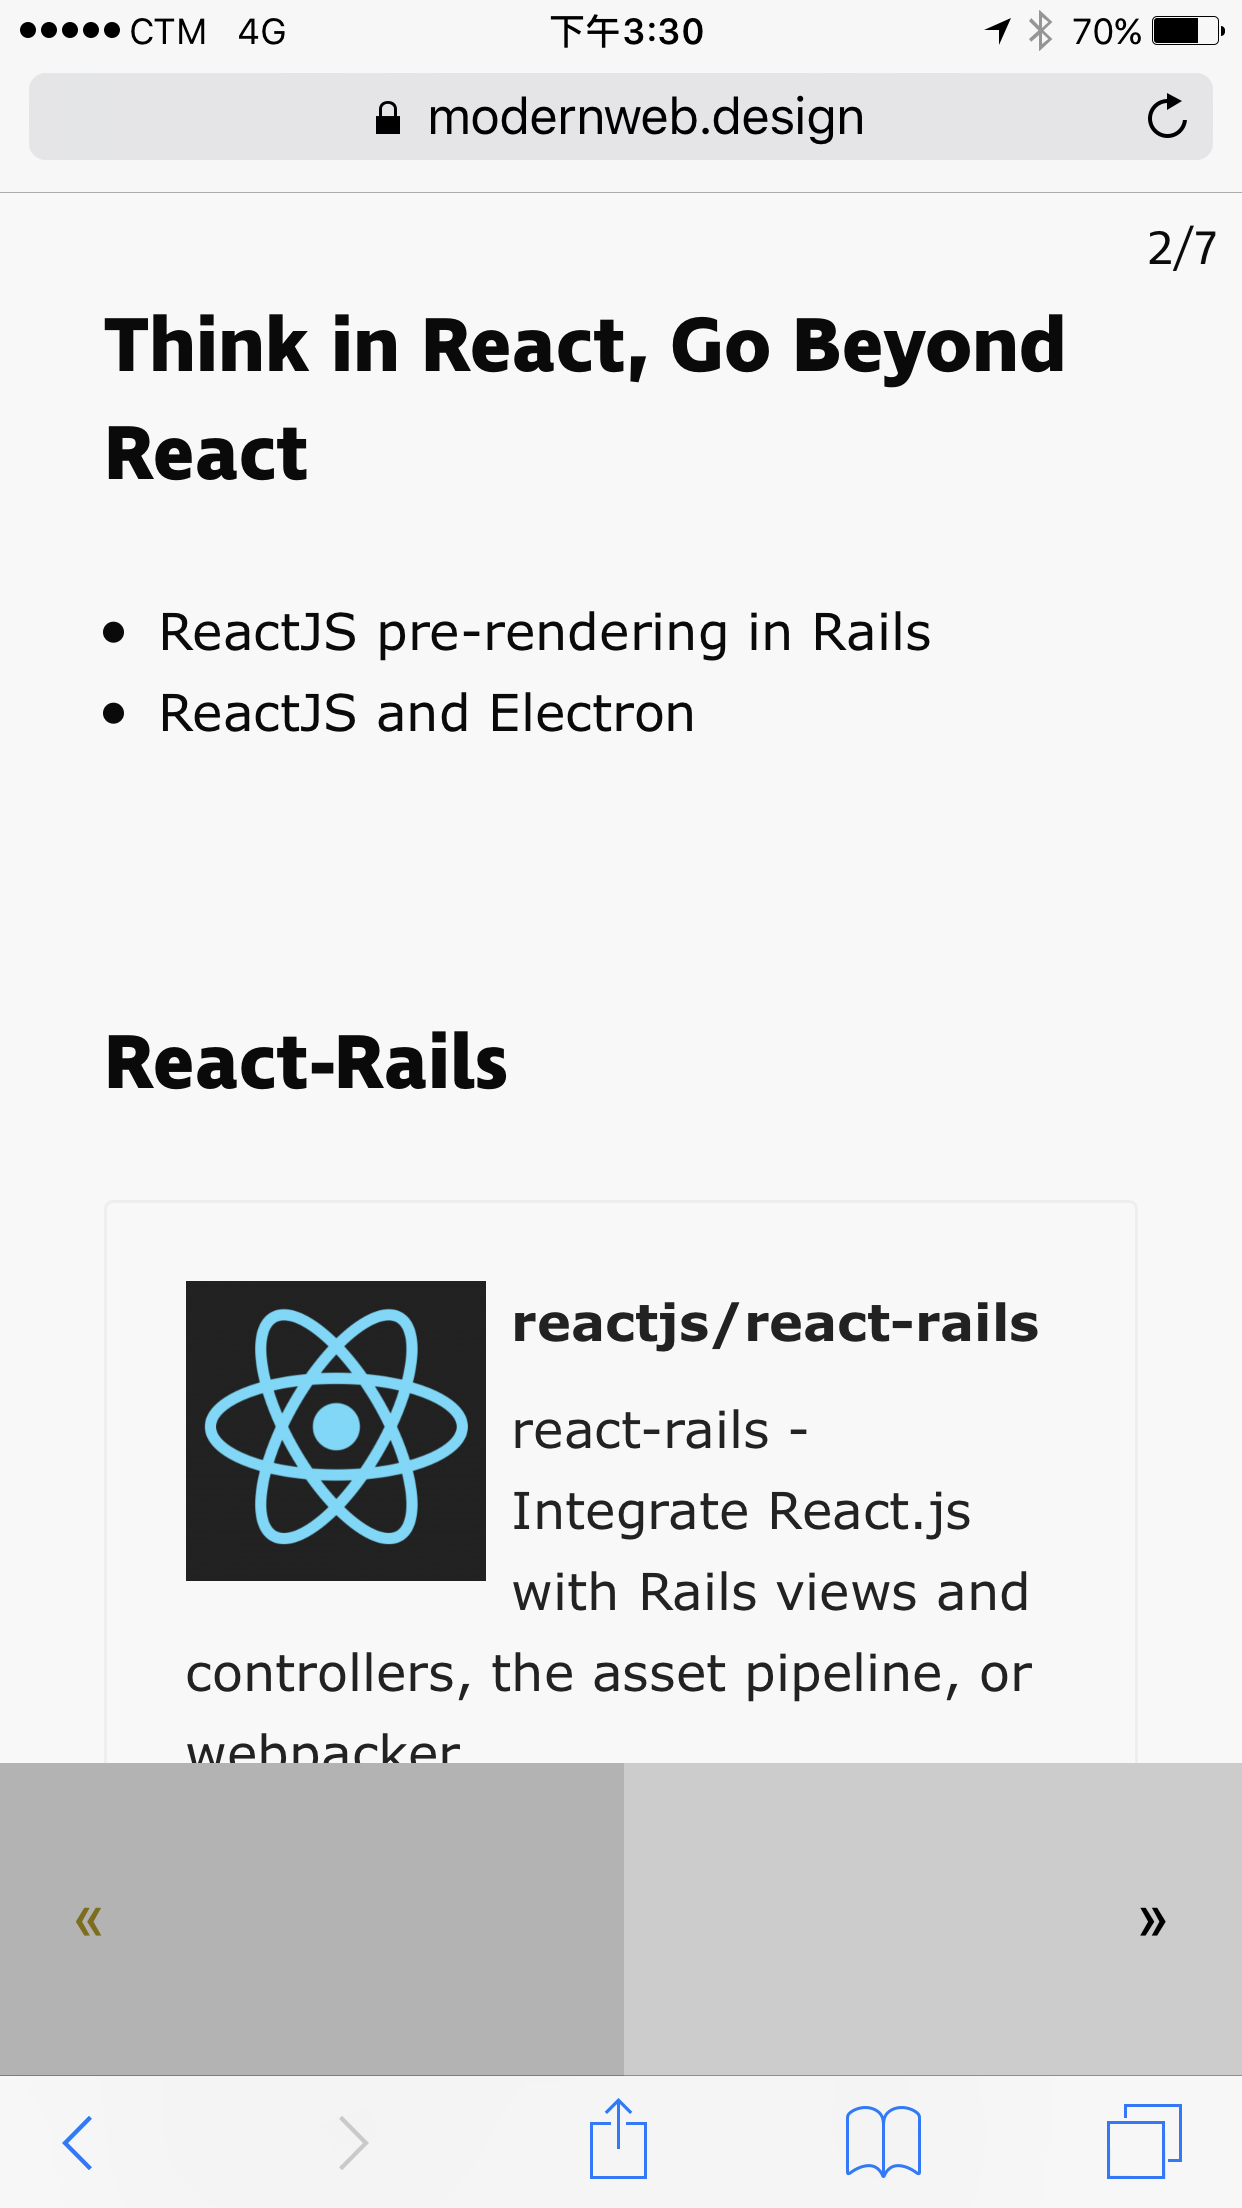 CTM 4G 下午3:30 70%
modernweb.design
2/7
Think in React, Go Beyond
React
• ReactJS pre-rendering in Rails
• ReactJS and Electron
React-Rails
reactjs/react-rails
react-rails -
Integrate React.js
with Rails views and
controllers, the asset pipeline, or
webpacker
« »